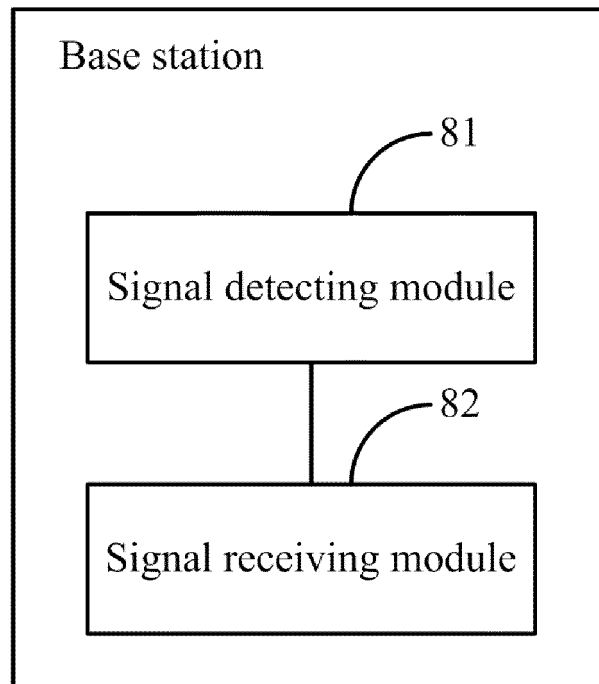 Base station
81
Signal detecting module
82
Signal receiving module